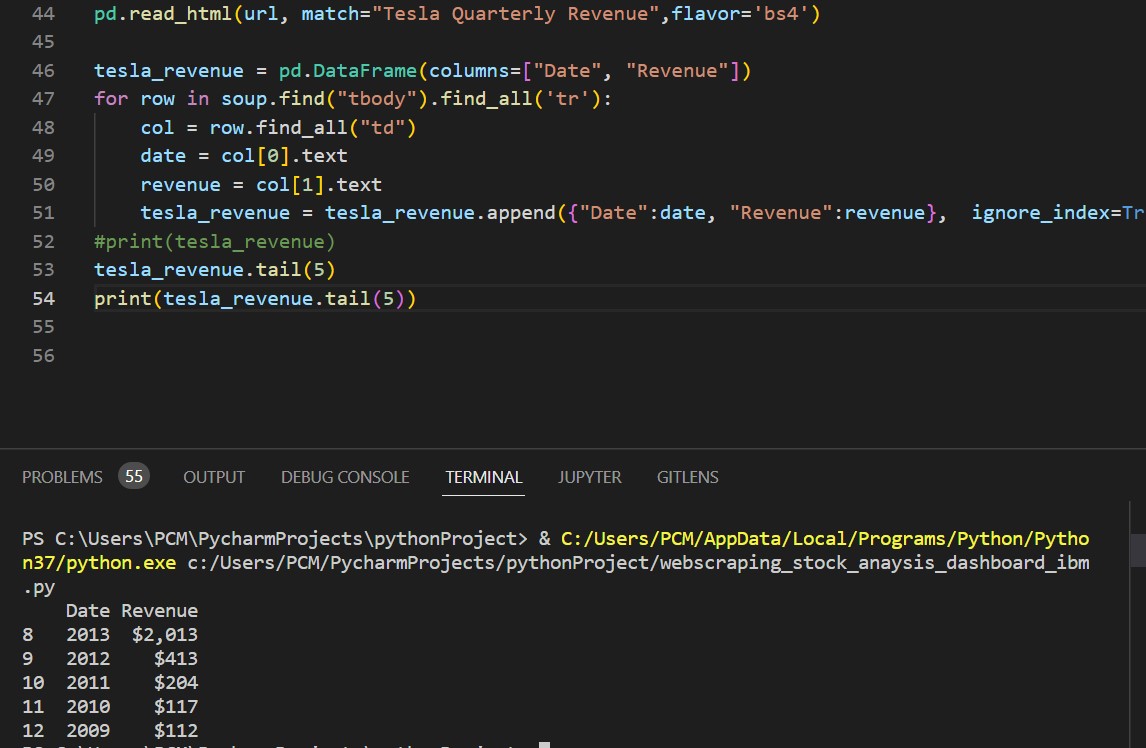 44 pd.read_html(url, match="Tesla Quarterly Revenue",flavor='bs4')
45
46 tesla_revenue = pd.DataFrame(columns=["Date", "Revenue"])
47 for row in soup.find("tbody").find_all('tr'):
48     col = row.find_all("td")
49     date = col[0].text
50     revenue = col[1].text
51     tesla_revenue = tesla_revenue.append({"Date":date, "Revenue":revenue},  ignore_index=Tr
52 #print(tesla_revenue)
53 tesla_revenue.tail(5)
54 print(tesla_revenue.tail(5))
55
56
PROBLEMS 55 OUTPUT DEBUG CONSOLE TERMINAL JUPYTER GITLENS
PS C:\Users\PCM\PycharmProjects\pythonProject> & C:/Users/PCM/AppData/Local/Programs/Python/Pytho
n37/python.exe c:/Users/PCM/PycharmProjects/pythonProject/webscraping_stock_anaysis_dashboard_ibm
.py
Date Revenue
8 2013 $2,013
9 2012 $413
10 2011 $204
11 2010 $117
12 2009 $112